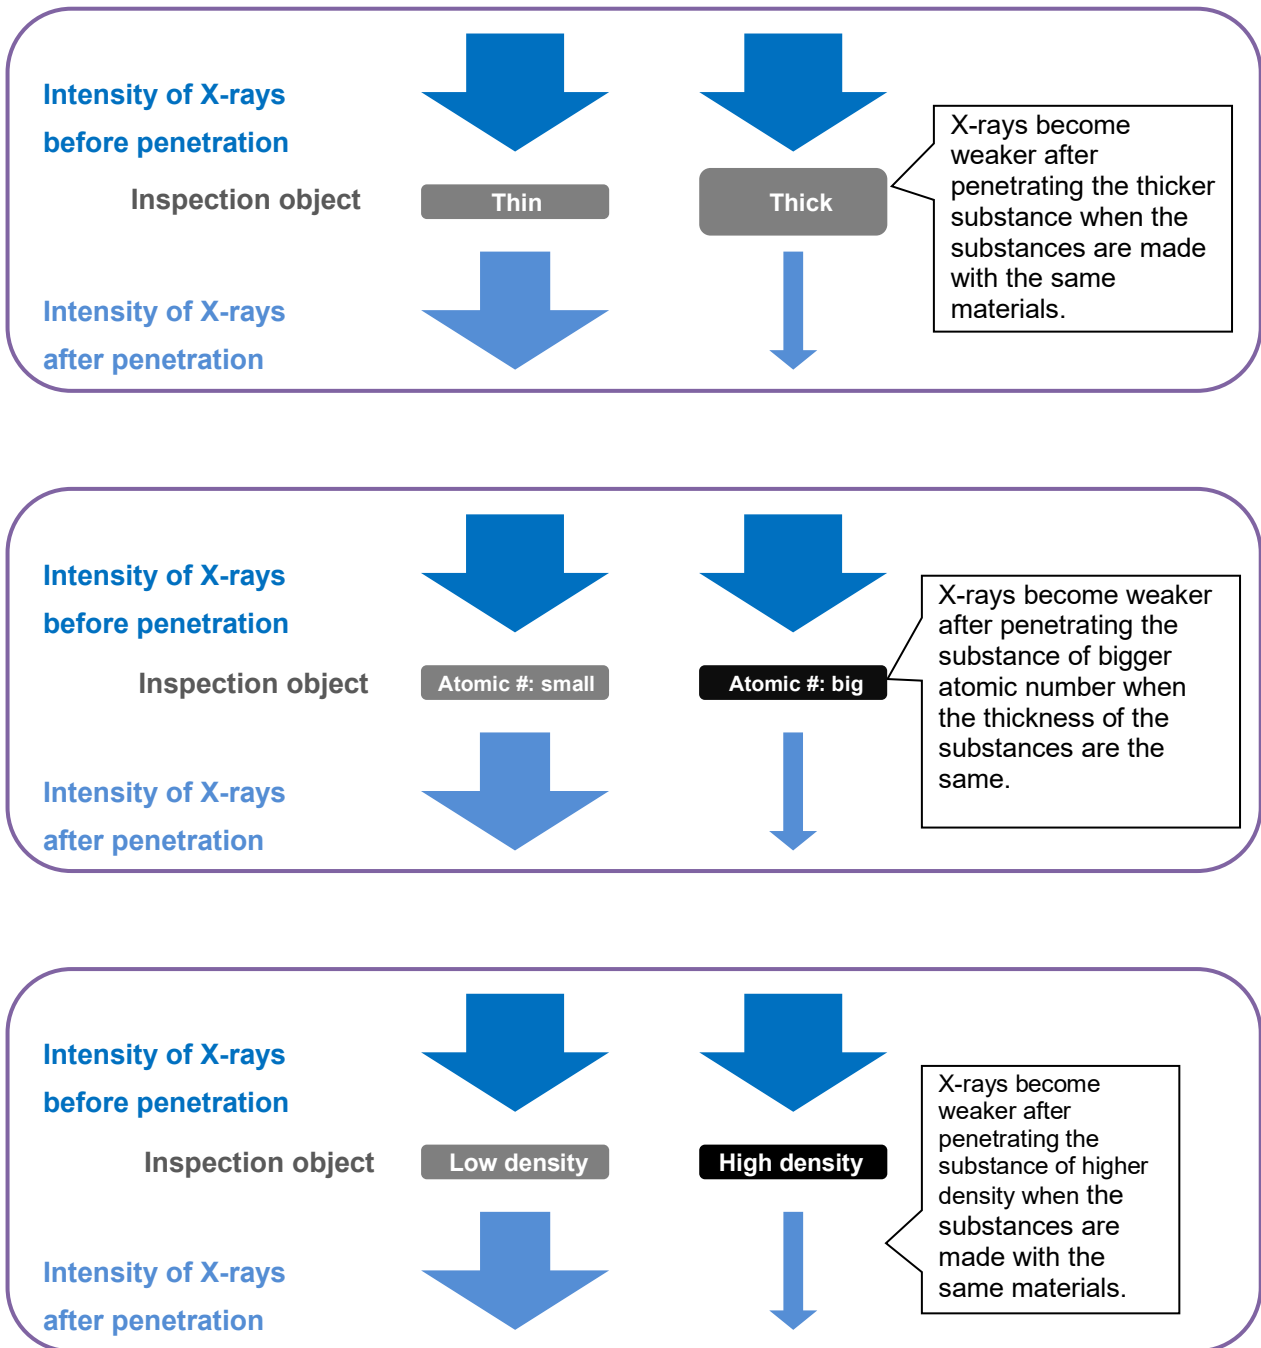 Intensity of X-rays
before penetration
Inspection object
Thin
Thick
X-rays become
weaker after
penetrating the thicker
substance when the
substances are made
with the same
materials.
Intensity of X-rays
after penetration
Intensity of X-rays
before penetration
Inspection object
Atomic #: small
Atomic #: big
X-rays become weaker
after penetrating the
substance of bigger
atomic number when
the thickness of the
substances are the
same.
Intensity of X-rays
after penetration
Intensity of X-rays
before penetration
Inspection object
Low density
High density
X-rays become
weaker after
penetrating the
substance of higher
density when the
substances are
made with the
same materials.
Intensity of X-rays
after penetration